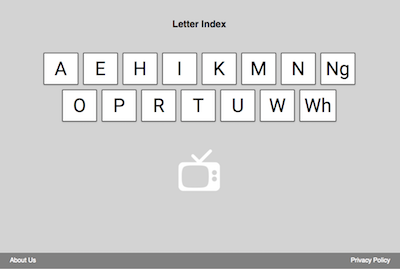 Letter Index
A E H I K M N Ng
O P R T U W Wh
About Us Privacy Policy